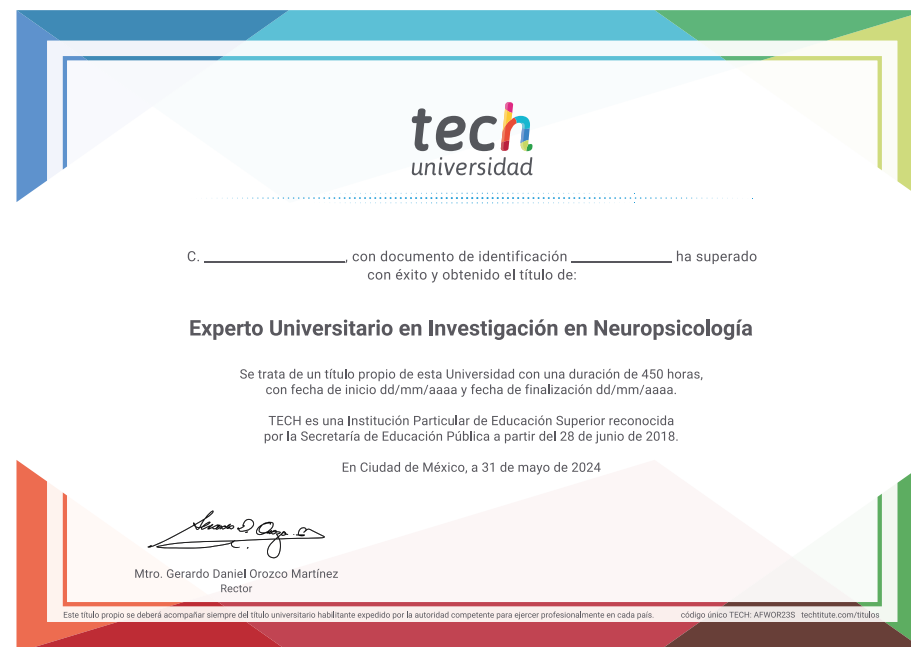 tech
universidad
C. ____________, con documento de identificación ____________ ha superado
con éxito y obtenido el título de:
Experto Universitario en Investigación en Neuropsicología
Se trata de un título propio de esta Universidad con una duración de 450 horas,
con fecha de inicio dd/mm/aaaa y fecha de finalización dd/mm/aaaa.
TECH es una Institución Particular de Educación Superior reconocida
por la Secretaría de Educación Pública a partir del 28 de junio de 2018.
En Ciudad de México, a 31 de mayo de 2024
Mtro. Gerardo Daniel Orozco Martínez
Rector
Este título propio se deberá acompañar siempre del título universitario habilitante expedido por la autoridad competente para ejercer profesionalmente en cada país. código único TECH: AFWOR23S techtitute.com/titulos